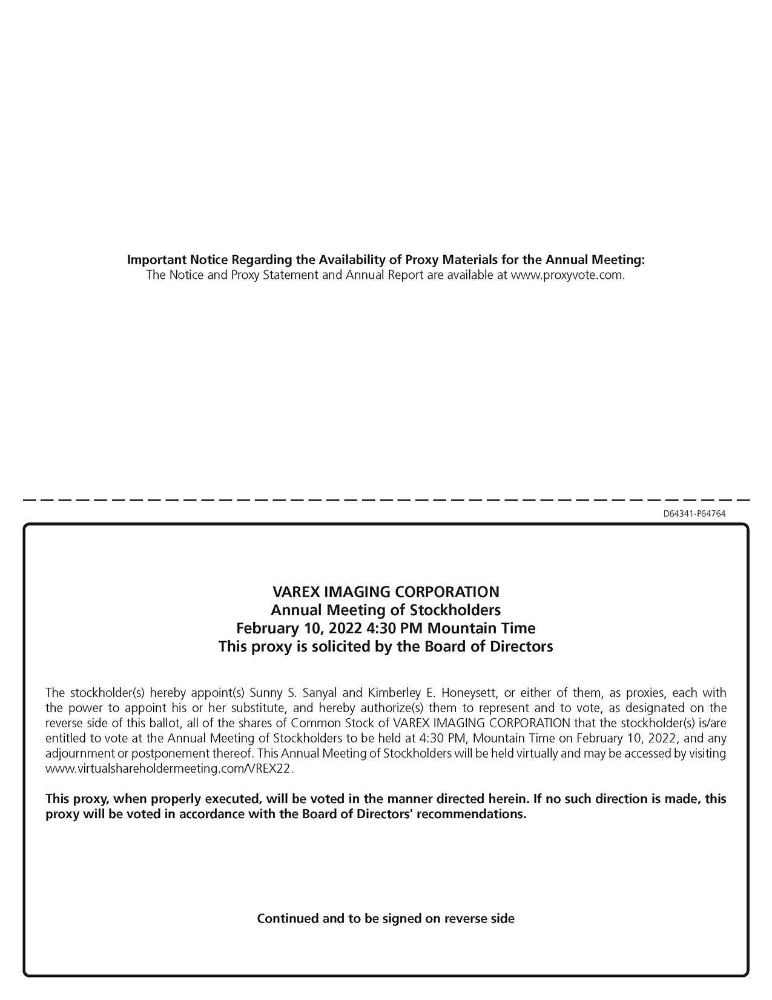 Important Notice Regarding the Availability of Proxy Materials for the Annual Meeting:
The Notice and Proxy Statement and Annual Report are available at www.proxyvote.com.
D64341-P64764
VAREX IMAGING CORPORATION
Annual Meeting of Stockholders
February 10, 2022 4:30 PM Mountain Time
This proxy is solicited by the Board of Directors
The stockholder(s) hereby appoint(s) Sunny S. Sanyal and Kimberley E. Honeysett, or either of them, as proxies, each with
the power to appoint his or her substitute, and hereby authorize(s) them to represent and to vote, as designated on the
reverse side of this ballot, all of the shares of Common Stock of VAREX IMAGING CORPORATION that the stockholder(s) is/are
entitled to vote at the Annual Meeting of Stockholders to be held at 4:30 PM, Mountain Time on February 10, 2022, and any
adjournment or postponement thereof. This Annual Meeting of Stockholders will be held virtually and may be accessed by visiting
www.virtualshareholdermeeting.com/VREX22.
This proxy, when properly executed, will be voted in the manner directed herein. If no such direction is made, this
proxy will be voted in accordance with the Board of Directors' recommendations.
Continued and to be signed on reverse side